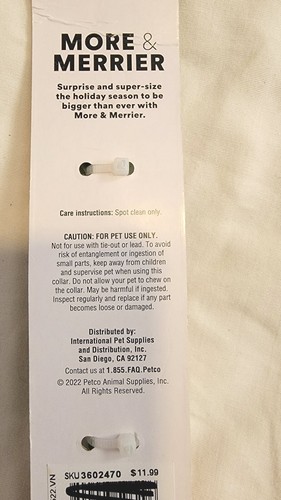 MORE &
MERRIER
Surprise and super-size
the holiday season to be
bigger than ever with
More & Merrier.
Care instructions: Spot clean only.
CAUTION: FOR PET USE ONLY.
Not for use with tie-out or lead. To avoid
risk of entanglement or ingestion of
small parts, keep away from children
and supervise pet when using this
collar. Do not allow your pet to chew on
the collar. May be harmful if ingested.
Inspect regularly and replace if any part
becomes loose or damaged.
Distributed by:
International Pet Supplies
and Distribution, Inc.
San Diego, CA 92127
Contact us at 1.855.FAQ.Petco
© 2022 Petco Animal Supplies, Inc.
All Rights Reserved.
SKU 3602470 $11.99